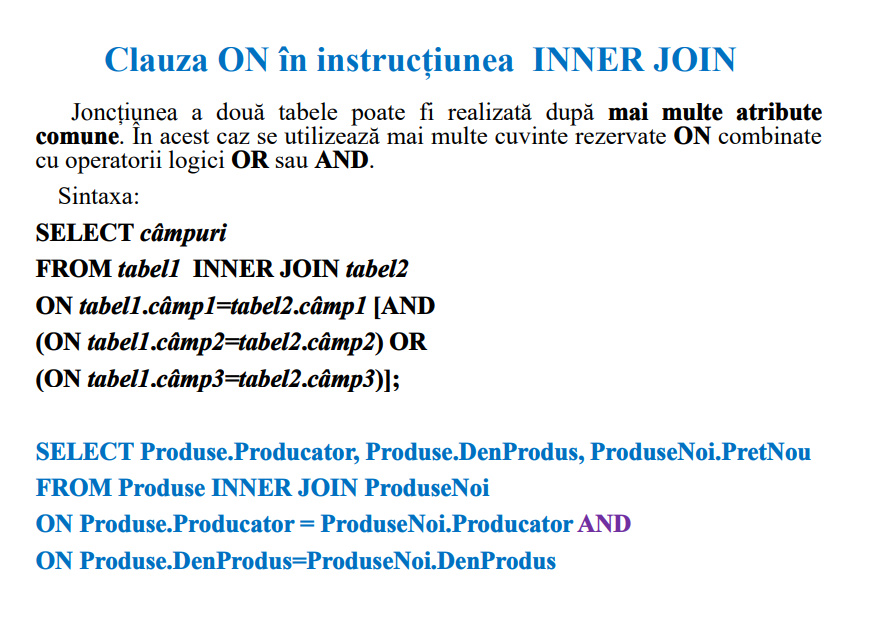 Clauza ON în instrucțiunea INNER JOIN
Joncțiunea a două tabele poate fi realizată după mai multe atribute
comune. În acest caz se utilizează mai multe cuvinte rezervate ON combinate
cu operatorii logici OR sau AND.
Sintaxa:
SELECT câmpuri
FROM tabel1 INNER JOIN tabel2
ON tabel1.câmp1=tabel2.câmp1 [AND
(ON tabel1.câmp2=tabel2.câmp2) OR
(ON tabel1.câmp3=tabel2.câmp3)];
SELECT Produse.Producator, Produse.DenProdus, ProduseNoi.PretNou
FROM Produse INNER JOIN ProduseNoi
ON Produse.Producator = ProduseNoi.Producator AND
ON Produse.DenProdus=ProduseNoi.DenProdus